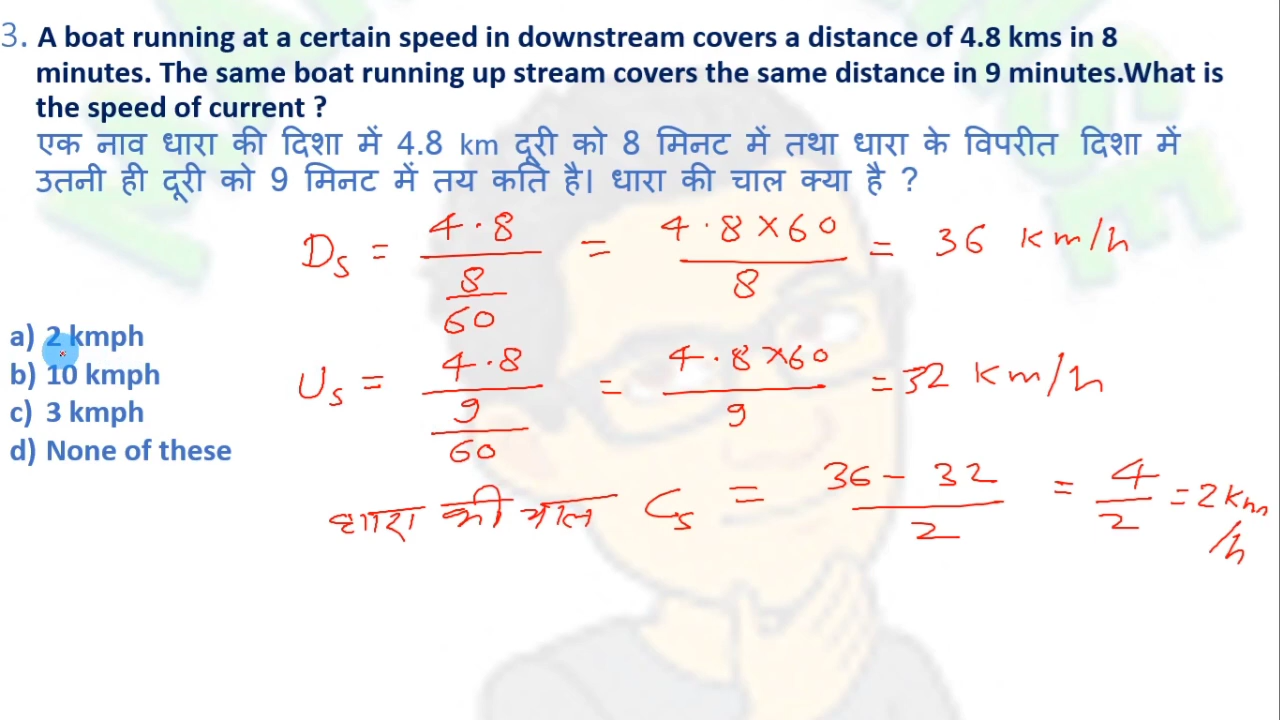 3. A boat running at a certain speed in downstream covers a distance of 4.8 kms in 8
minutes. The same boat running up stream covers the same distance in 9 minutes.What is
the speed of current ?
एक नाव धारा की दिशा में 4.8 km दूरी को 8 मिनट में तथा धारा के विपरीत दिशा में
उतनी ही दूरी को 9 मिनट में तय कति है। धारा की चाल क्या है ?
Ds = 4.8 / (8/60) = 4.8×60 / 8 = 36 Km/h
a) 2 kmph
b) 10 kmph
c) 3 kmph
d) None of these
Us = 4.8 / (9/60) = 4.8×60 / 9 = 32 Km/h
धारा की चाल Cs = 36 – 32 / 2 = 4/2 = 2 Km/h